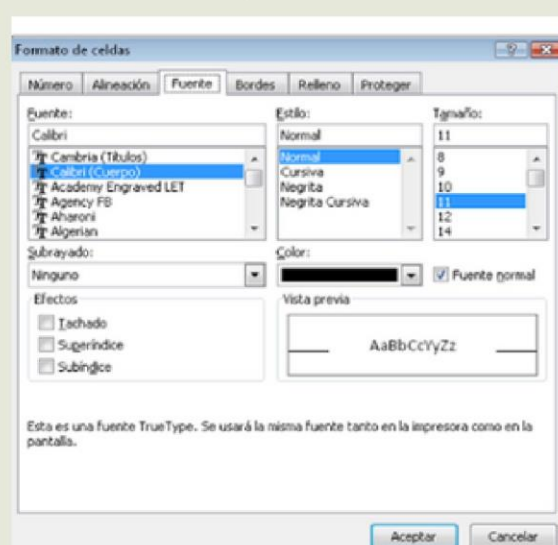 Formato de celdas
Número Alineación Fuente Bordes Relleno Proteger
Fuente: Estilo: Tamaño:
Calibri Normal 11
Cambria (Títulos) Normal 8
Calibri (Cuerpo) Cursiva 9
Academy Engraved LET Negrita 10
Agency FB Negrita Cursiva 11
Aharoni 12
Algerian 14
Subrayado: Color:
Ninguno Fuente normal
Efectos Vista previa
Tachado
Superíndice AaBbCcYyZz
Subíndice
Esta es una fuente TrueType. Se usará la misma fuente tanto en la impresora como en la
pantalla.
Aceptar Cancelar